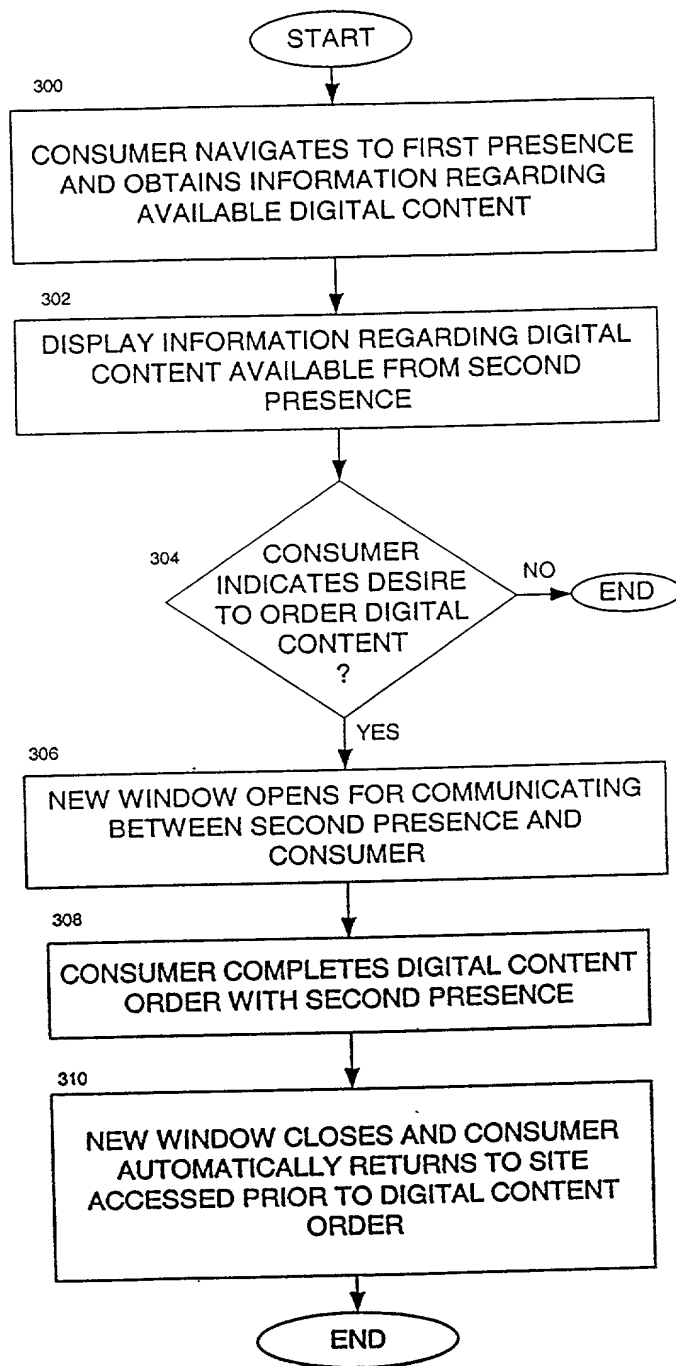 START
300
CONSUMER NAVIGATES TO FIRST PRESENCE
AND OBTAINS INFORMATION REGARDING
AVAILABLE DIGITAL CONTENT
302
DISPLAY INFORMATION REGARDING DIGITAL
CONTENT AVAILABLE FROM SECOND
PRESENCE
304
CONSUMER
INDICATES DESIRE
TO ORDER DIGITAL
CONTENT
?
NO
END
YES
306
NEW WINDOW OPENS FOR COMMUNICATING
BETWEEN SECOND PRESENCE AND
CONSUMER
308
CONSUMER COMPLETES DIGITAL CONTENT
ORDER WITH SECOND PRESENCE
310
NEW WINDOW CLOSES AND CONSUMER
AUTOMATICALLY RETURNS TO SITE
ACCESSED PRIOR TO DIGITAL CONTENT
ORDER
END